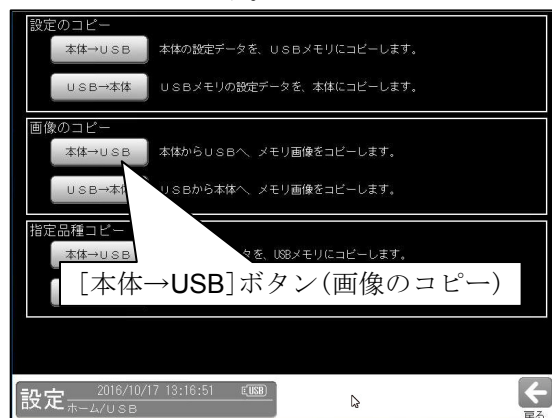 設定のコピー
本体→USB 本体の設定データを、USBメモリにコピーします。
USB→本体 USBメモリの設定データを、本体にコピーします。
画像のコピー
本体→USB 本体からUSBへ、メモリ画像をコピーします。
USB→本体 USBから本体へ、メモリ画像をコピーします。
指定品種コピー
本体→USB を、USBメモリにコピーします。
[本体→USB]ボタン(画像のコピー)
設定 2016/10/17 13:16:51 USB
ホーム/USB
戻る